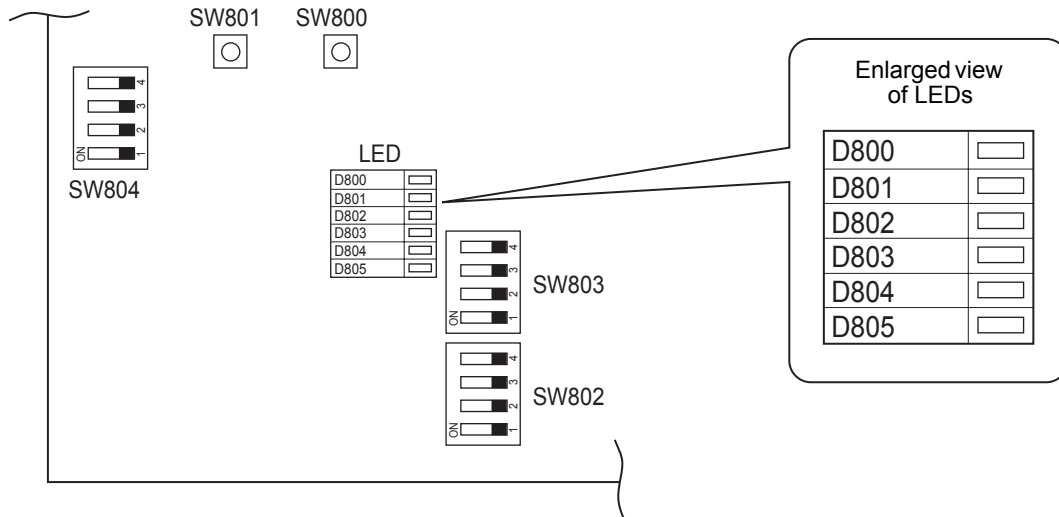 SW801 SW800
4
3
2
ON 1
SW804
LED
D800
D801
D802
D803
D804
D805
4
3
2
ON 1
SW803
4
3
2
ON 1
SW802
Enlarged view
of LEDs
D800
D801
D802
D803
D804
D805